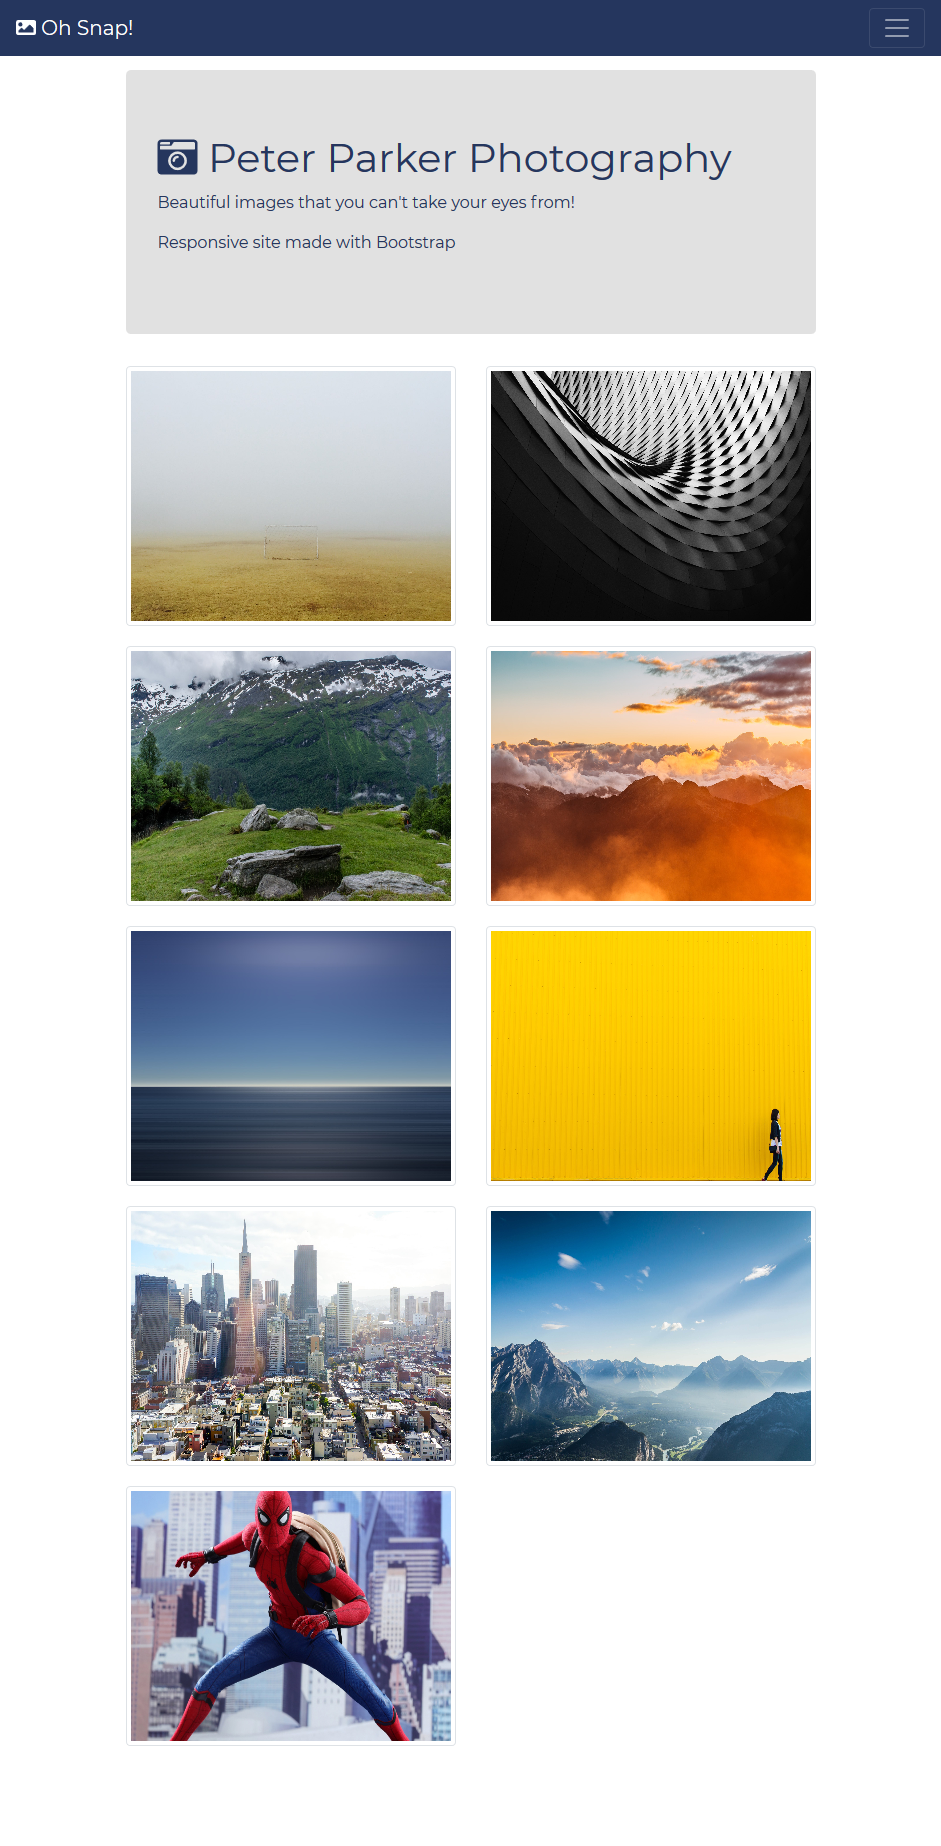 Oh Snap!
Peter Parker Photography
Beautiful images that you can't take your eyes from!
Responsive site made with Bootstrap